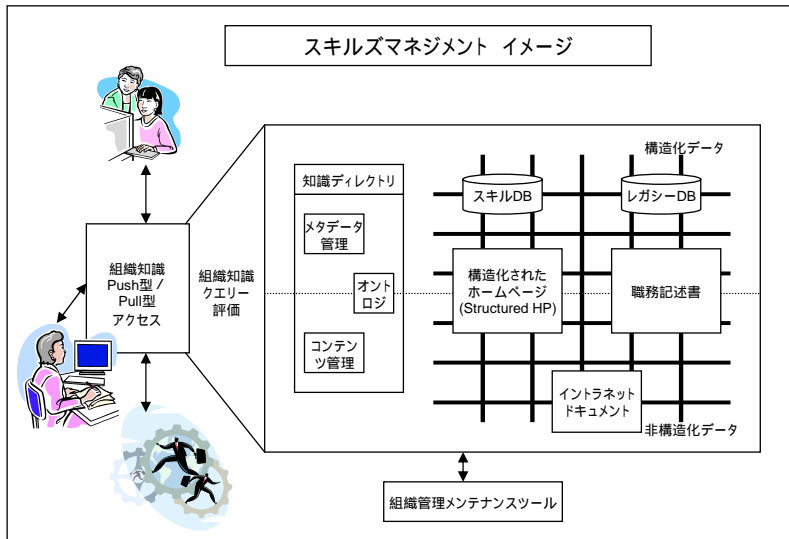 スキルズマネジメント イメージ
構造化データ
知識ディレクトリ
スキルDB
レガシーDB
メタデータ
管理
組織知識
Push型 /
Pull型
アクセス
組織知識
クエリー
評価
オント
ロジ
構造化された
ホームページ
(Structured HP)
職務記述書
コンテン
ツ管理
イントラネット
ドキュメント
非構造化データ
組織管理メンテナンスツール